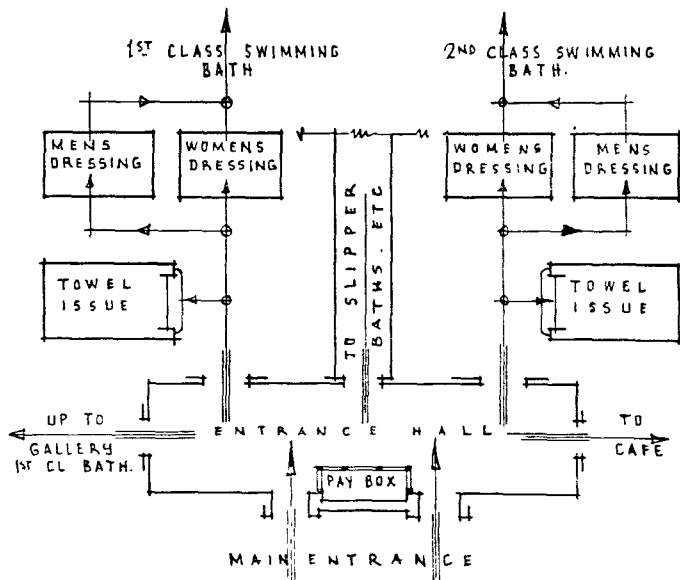 1ST CLASS SWIMMING
BATH
2ND CLASS SWIMMING
BATH.
MENS
DRESSING
WOMENS
DRESSING
WOMENS
DRESSING
MENS
DRESSING
TO SLIPPER
BATHS. ETC
TOWEL
ISSUE
TOWEL
ISSUE
UP TO
GALLERY
1ST CL BATH.
ENTRANCE HALL
TO
CAFE
PAY BOX
MAIN ENTRANCE